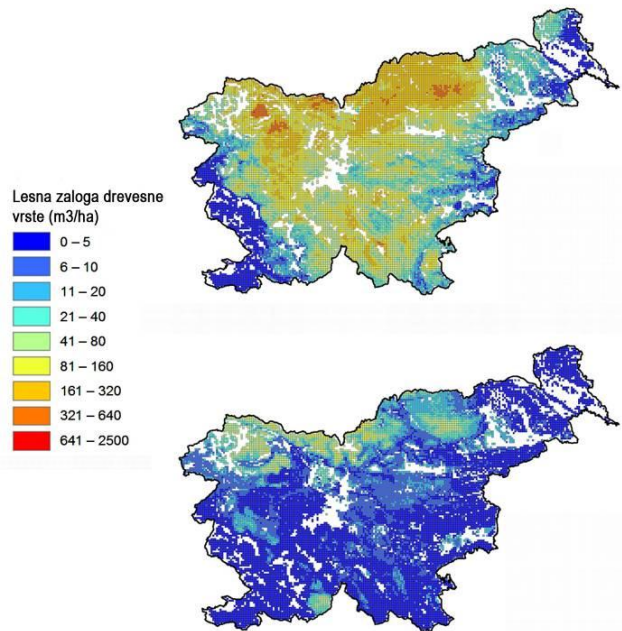 Lesna zaloga drevesne
vrste (m3/ha)
0 – 5
6 – 10
11 – 20
21 – 40
41 – 80
81 – 160
161 – 320
321 – 640
641 – 2500